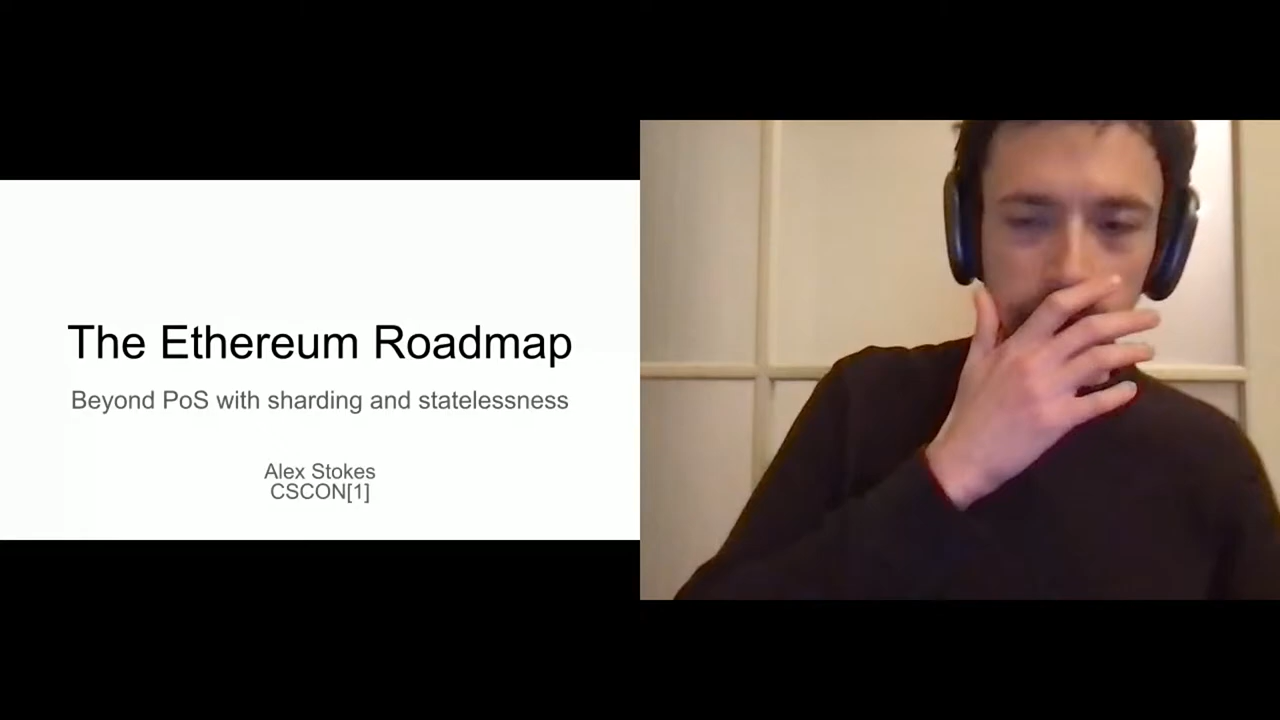 The Ethereum Roadmap
Beyond PoS with sharding and statelessness
Alex Stokes
CSCON[1]